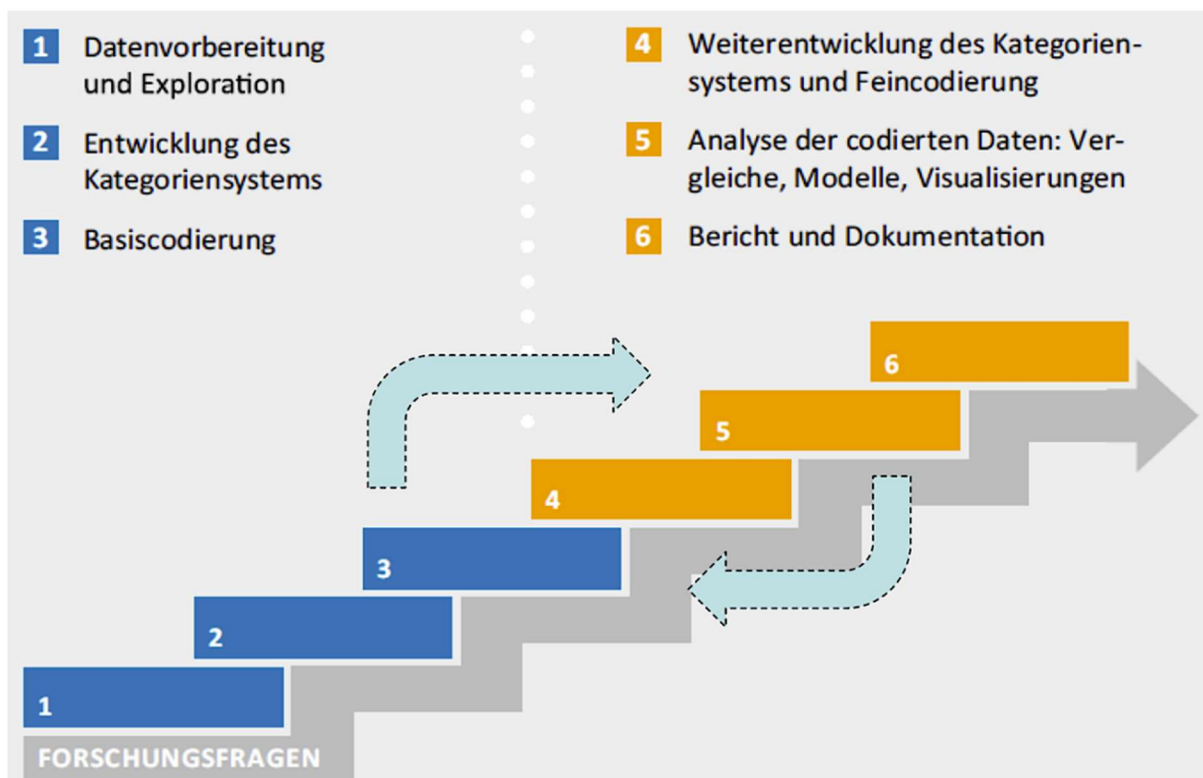 1 Datenvorbereitung
und Exploration
2 Entwicklung des
Kategoriensystems
3 Basiscodierung
4 Weiterentwicklung des Kategorien-
systems und Feincodierung
5 Analyse der codierten Daten: Ver-
gleiche, Modelle, Visualisierungen
6 Bericht und Dokumentation
6
5
4
3
2
1
FORSCHUNGSFRAGEN